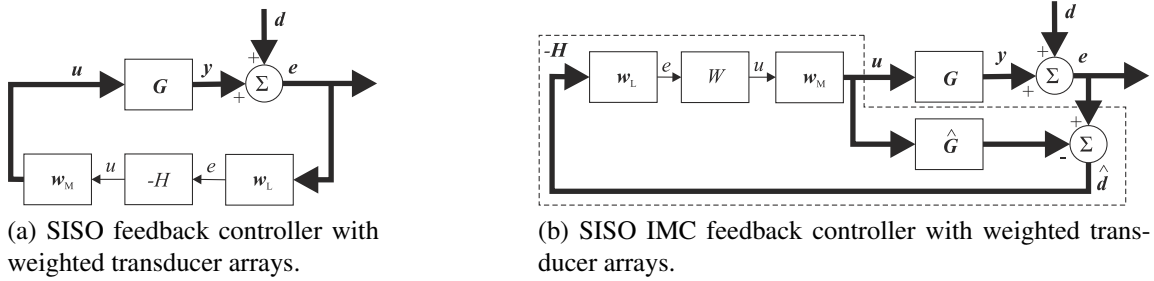 d
u
G
y
+
+
Σ
e
w_M
u
-H
e
w_L
(a) SISO feedback controller with
weighted transducer arrays.
-H
w_L
e
W
u
w_M
u
G
y
+
+
Σ
d
e
Ĝ
+
-
Σ
d̂
(b) SISO IMC feedback controller with weighted trans-
ducer arrays.